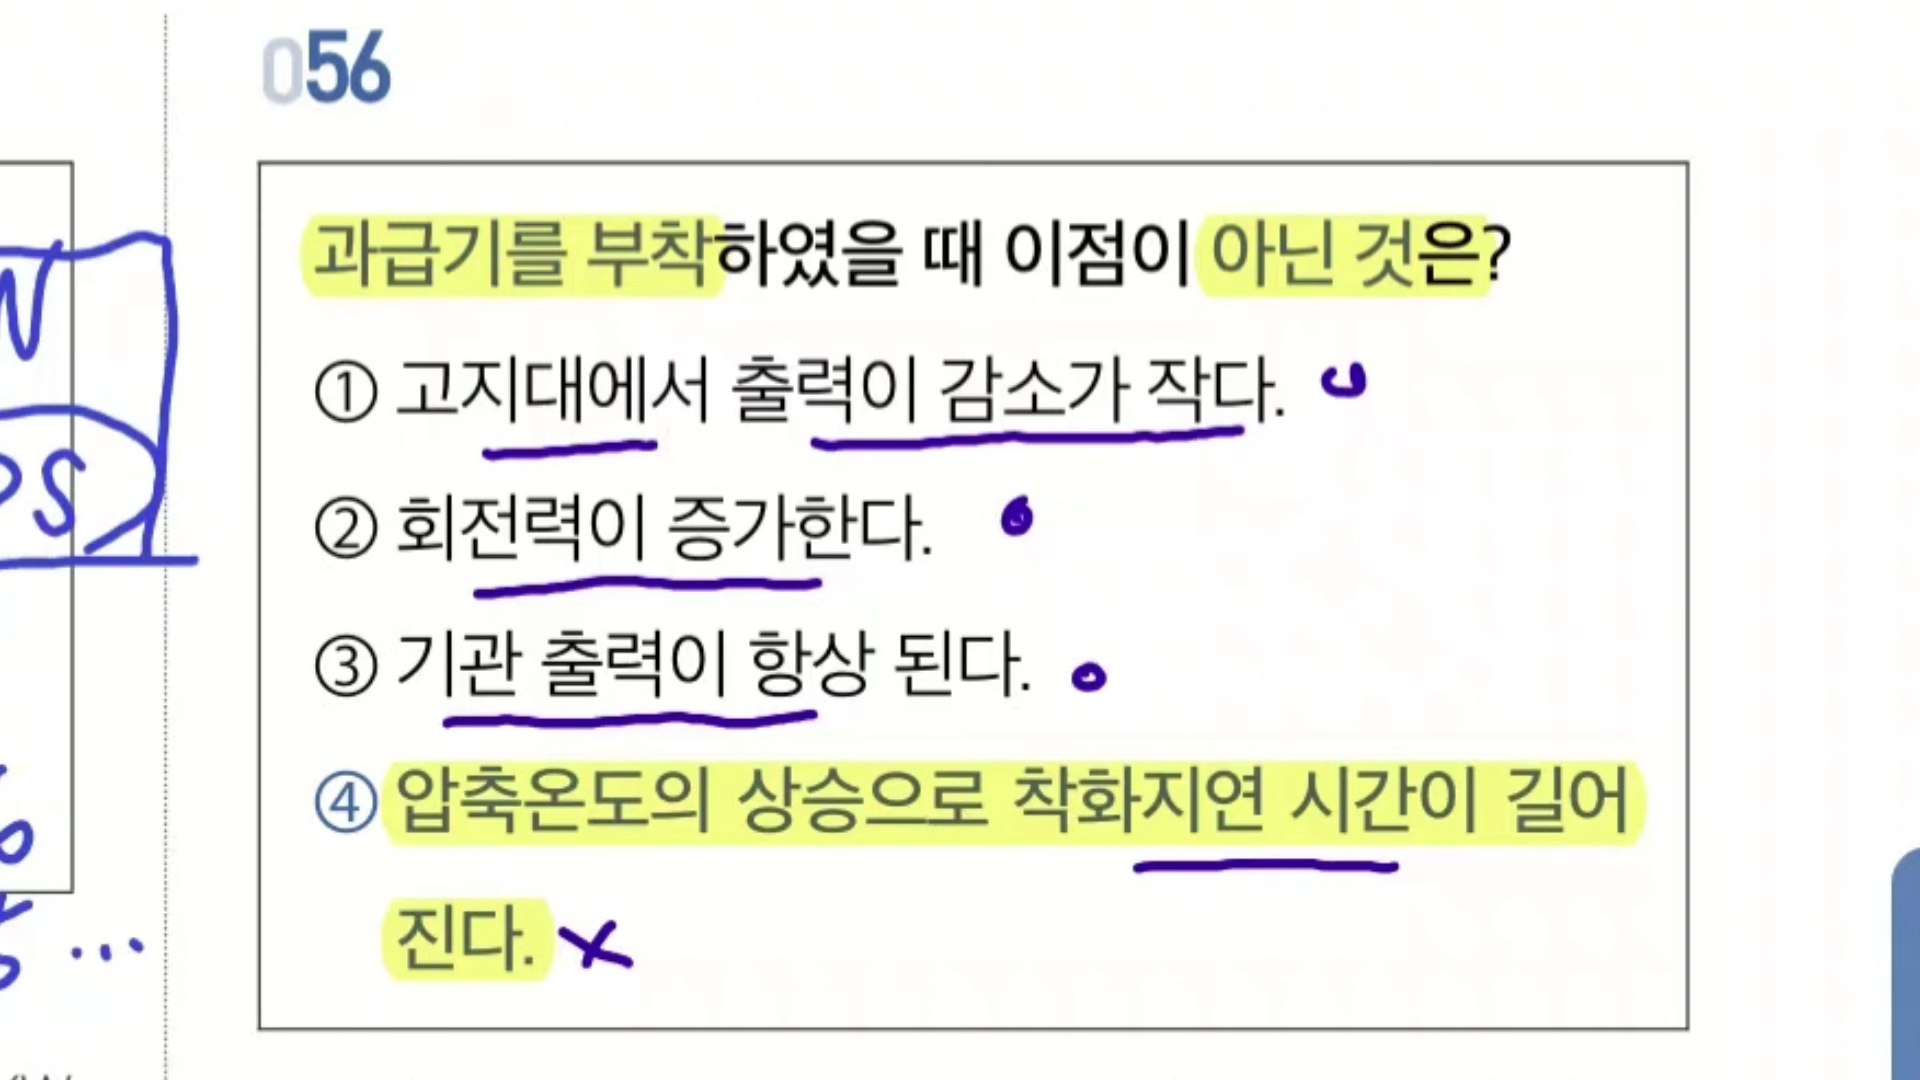 056
과급기를 부착하였을 때 이점이 아닌 것은?
① 고지대에서 출력이 감소가 작다.
② 회전력이 증가한다.
③ 기관 출력이 항상 된다.
④ 압축온도의 상승으로 착화지연 시간이 길어
진다.